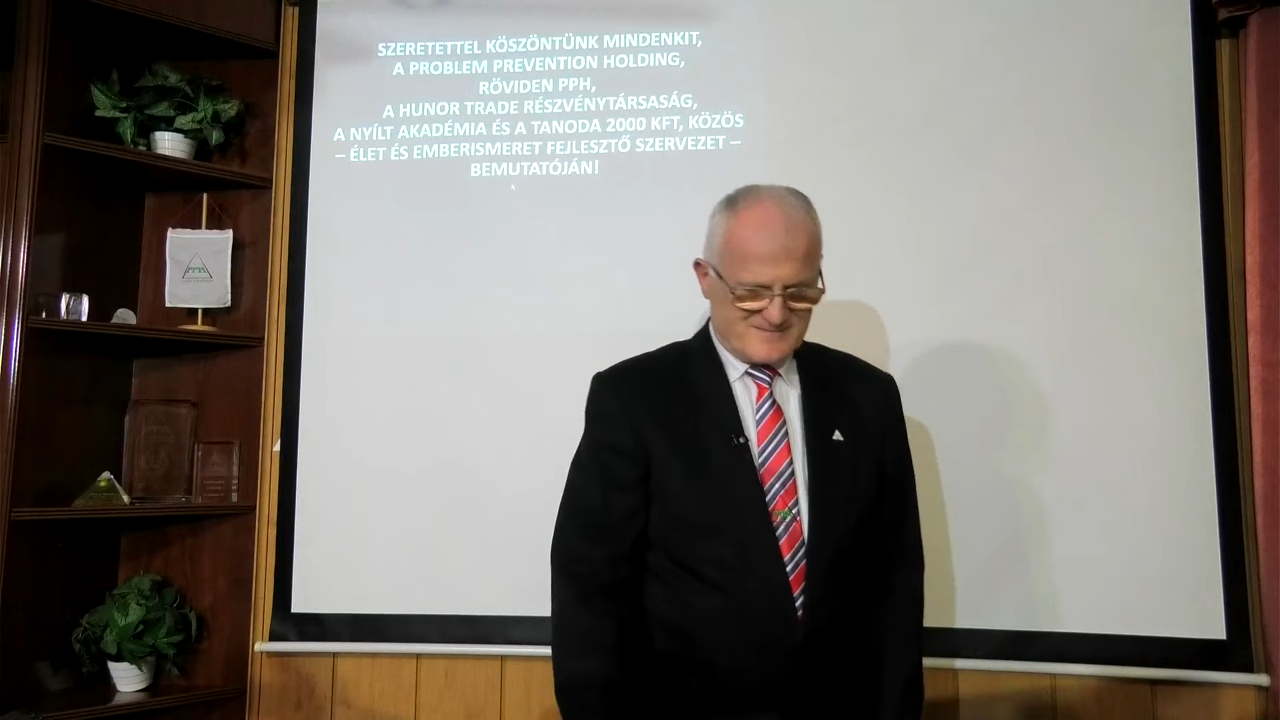 SZERETETTEL KÖSZÖNTÜNK MINDENKIT,
A PROBLEM PREVENTION HOLDING,
RÖVIDEN PPH,
A HUNOR TRADE RÉSZVÉNYTÁRSASÁG,
A NYÍLT AKADÉMIA ÉS A TANODA 2000 KFT, KÖZÖS
– ÉLET ÉS EMBERISMERET FEJLESZTŐ SZERVEZET –
BEMUTATÓJÁN!
PPH